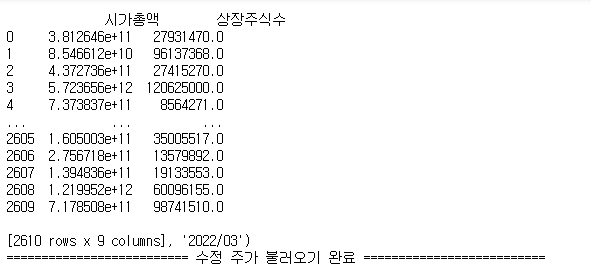 시가총액 상장주식수
0 3.812646e+11 27931470.0
1 8.546612e+10 96137368.0
2 4.372736e+11 27415270.0
3 5.723656e+12 120625000.0
4 7.373837e+11 8564271.0
... ... ...
2605 1.605003e+11 35005517.0
2606 2.756718e+11 13579892.0
2607 1.394836e+11 19133553.0
2608 1.219952e+12 60096155.0
2609 7.178508e+11 98741510.0
[2610 rows x 9 columns], '2022/03')
========================== 수정 주가 불러오기 완료 ==========================